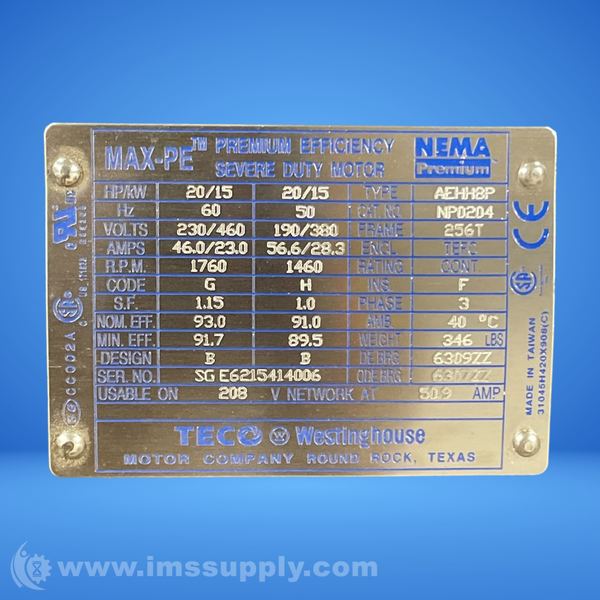 MAX-PE™ PREMIUM EFFICIENCY SEVERE DUTY MOTOR
NEMA Premium
HP/KW 20/15 20/15 TYPE AEHH8P
Hz 60 50 CAT. NO. NP0204
VOLTS 230/460 190/380 FRAME 256T
AMPS 46.0/23.0 56.6/28.3 ENCL. TEFC
R.P.M. 1760 1460 RATING CONT.
CODE G H INS. F
S.F. 1.15 1.0 PHASE 3
NOM. EFF. 93.0 91.0 AMB. 40 °C
MIN. EFF. 91.7 89.5 WEIGHT 346 LBS
DESIGN B B DE BRG 6309ZZ
SER. NO. SG E6215414006 ODE BRG
USABLE ON 208 V NETWORK AT 50.9 AMP
TECO Westinghouse
MOTOR COMPANY ROUND ROCK, TEXAS
CC002A
CE
MADE IN TAIWAN
31045H420X908(C)
www.imssupply.com